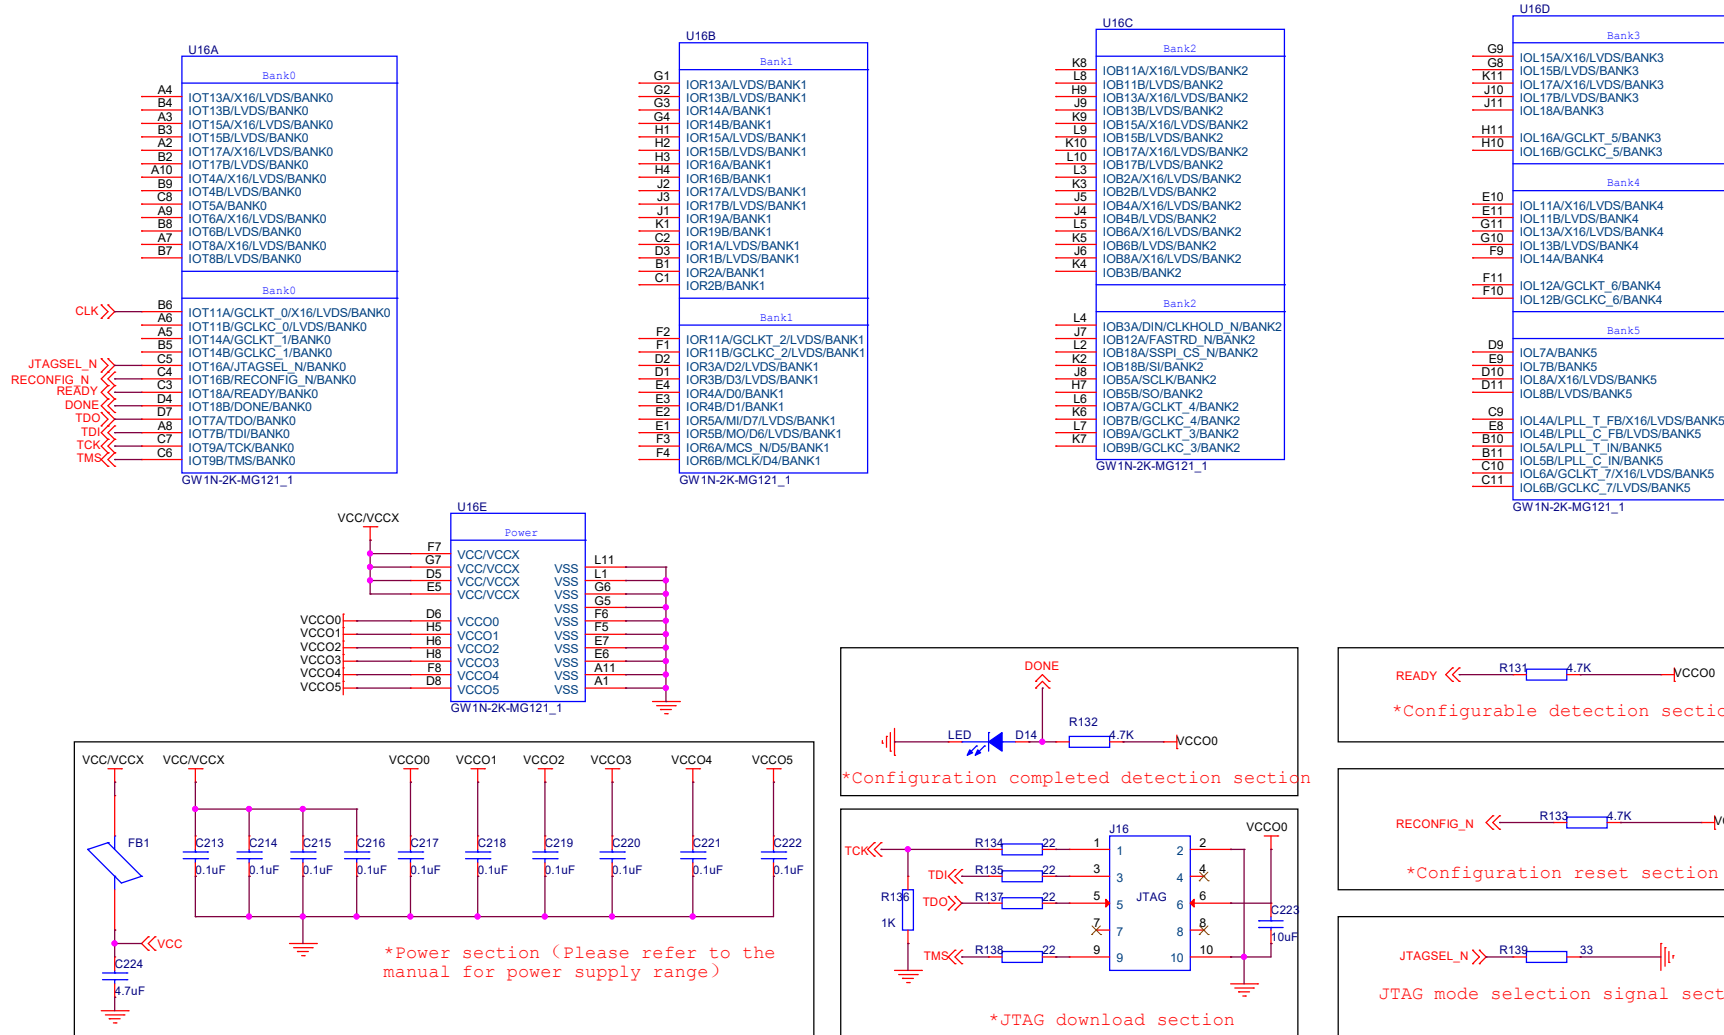 U16A
Bank0
A4 IOT13A/X16/LVDS/BANK0
B4 IOT13B/LVDS/BANK0
A3 IOT15A/X16/LVDS/BANK0
B3 IOT15B/LVDS/BANK0
A2 IOT17A/X16/LVDS/BANK0
B2 IOT17B/LVDS/BANK0
A10 IOT4A/X16/LVDS/BANK0
B9 IOT4B/LVDS/BANK0
C8 IOT5A/BANK0
A9 IOT6A/X16/LVDS/BANK0
B8 IOT6B/LVDS/BANK0
A7 IOT8A/X16/LVDS/BANK0
B7 IOT8B/LVDS/BANK0
Bank0
CLK B6 IOT11A/GCLKT_0/X16/LVDS/BANK0
A6 IOT11B/GCLKC_0/LVDS/BANK0
A5 IOT14A/GCLKT_1/BANK0
B5 IOT14B/GCLKC_1/BANK0
JTAGSEL_N C5 IOT16A/JTAGSEL_N/BANK0
RECONFIG_N C4 IOT16B/RECONFIG_N/BANK0
READY C3 IOT18A/READY/BANK0
DONE D4 IOT18B/DONE/BANK0
TDO D7 IOT7A/TDO/BANK0
TDI A8 IOT7B/TDI/BANK0
TCK C7 IOT9A/TCK/BANK0
TMS C6 IOT9B/TMS/BANK0
GW1N-2K-MG121_1
U16B
Bank1
G1 IOR13A/LVDS/BANK1
G2 IOR13B/LVDS/BANK1
G3 IOR14A/BANK1
G4 IOR14B/BANK1
H1 IOR15A/LVDS/BANK1
H2 IOR15B/LVDS/BANK1
H3 IOR16A/BANK1
H4 IOR16B/BANK1
J2 IOR17A/LVDS/BANK1
J3 IOR17B/LVDS/BANK1
J1 IOR19A/BANK1
K1 IOR19B/BANK1
C2 IOR1A/LVDS/BANK1
D3 IOR1B/LVDS/BANK1
B1 IOR2A/BANK1
C1 IOR2B/BANK1
Bank1
F2 IOR11A/GCLKT_2/LVDS/BANK1
F1 IOR11B/GCLKC_2/LVDS/BANK1
D2 IOR3A/D2/LVDS/BANK1
D1 IOR3B/D3/LVDS/BANK1
E4 IOR4A/D0/BANK1
E3 IOR4B/D1/BANK1
E2 IOR5A/MI/D7/LVDS/BANK1
E1 IOR5B/MO/D6/LVDS/BANK1
F3 IOR6A/MCS_N/D5/BANK1
F4 IOR6B/MCLK/D4/BANK1
GW1N-2K-MG121_1
U16C
Bank2
K8 IOB11A/X16/LVDS/BANK2
L8 IOB11B/LVDS/BANK2
H9 IOB13A/X16/LVDS/BANK2
J9 IOB13B/LVDS/BANK2
K9 IOB15A/X16/LVDS/BANK2
L9 IOB15B/LVDS/BANK2
K10 IOB17A/X16/LVDS/BANK2
L10 IOB17B/LVDS/BANK2
L3 IOB2A/X16/LVDS/BANK2
K3 IOB2B/LVDS/BANK2
J5 IOB4A/X16/LVDS/BANK2
J4 IOB4B/LVDS/BANK2
L5 IOB6A/X16/LVDS/BANK2
K5 IOB6B/LVDS/BANK2
J6 IOB8A/X16/LVDS/BANK2
K4 IOB3B/BANK2
Bank2
L4 IOB3A/DIN/CLKHOLD_N/BANK2
J7 IOB12A/FASTRD_N/BANK2
L2 IOB18A/SSPI_CS_N/BANK2
K2 IOB18B/SI/BANK2
J8 IOB5A/SCLK/BANK2
H7 IOB5B/SO/BANK2
L6 IOB7A/GCLKT_4/BANK2
K6 IOB7B/GCLKC_4/BANK2
L7 IOB9A/GCLKT_3/BANK2
K7 IOB9B/GCLKC_3/BANK2
GW1N-2K-MG121_1
U16D
Bank3
G9 IOL15A/X16/LVDS/BANK3
G8 IOL15B/LVDS/BANK3
K11 IOL17A/X16/LVDS/BANK3
J10 IOL17B/LVDS/BANK3
J11 IOL18A/BANK3
H11 IOL16A/GCLKT_5/BANK3
H10 IOL16B/GCLKC_5/BANK3
Bank4
E10 IOL11A/X16/LVDS/BANK4
E11 IOL11B/LVDS/BANK4
G11 IOL13A/X16/LVDS/BANK4
G10 IOL13B/LVDS/BANK4
F9 IOL14A/BANK4
F11 IOL12A/GCLKT_6/BANK4
F10 IOL12B/GCLKC_6/BANK4
Bank5
D9 IOL7A/BANK5
E9 IOL7B/BANK5
D10 IOL8A/X16/LVDS/BANK5
D11 IOL8B/LVDS/BANK5
C9 IOL4A/LPLL_T_FB/X16/LVDS/BANK5
E8 IOL4B/LPLL_C_FB/LVDS/BANK5
B10 IOL5A/LPLL_T_IN/BANK5
B11 IOL5B/LPLL_C_IN/BANK5
C10 IOL6A/GCLKT_7/X16/LVDS/BANK5
C11 IOL6B/GCLKC_7/LVDS/BANK5
GW1N-2K-MG121_1
U16E
VCC/VCCX
Power
F7 VCC/VCCX
G7 VCC/VCCX VSS L11
D5 VCC/VCCX VSS L1
E5 VCC/VCCX VSS G6
VSS G5
VCCO0 D6 VCCO0 VSS F6
VCCO1 H5 VCCO1 VSS F5
VCCO2 H6 VCCO2 VSS E7
VCCO3 H8 VCCO3 VSS E6
VCCO4 F8 VCCO4 VSS A11
VCCO5 D8 VCCO5 VSS A1
GW1N-2K-MG121_1
VCC/VCCX VCC/VCCX VCCO0 VCCO1 VCCO2 VCCO3 VCCO4 VCCO5
FB1 C213 C214 C215 C216 C217 C218 C219 C220 C221 C222
0.1uF 0.1uF 0.1uF 0.1uF 0.1uF 0.1uF 0.1uF 0.1uF 0.1uF 0.1uF
VCC
C224
4.7uF
*Power section (Please refer to the
manual for power supply range)
DONE
LED D14 R132 4.7K VCCO0
*Configuration completed detection section
J16
VCCO0
TCK R134 22 1 1 2 2
TDI R135 22 3 3 4 4
R136 TDO R137 22 5 5 JTAG 6 6
1K 7 7 8 8 C223
10uF
TMS R138 22 9 9 10 10
*JTAG download section
READY R131 4.7K VCCO0
*Configurable detection sectio
RECONFIG_N R133 4.7K
*Configuration reset section
JTAGSEL_N R139 33
JTAG mode selection signal sect